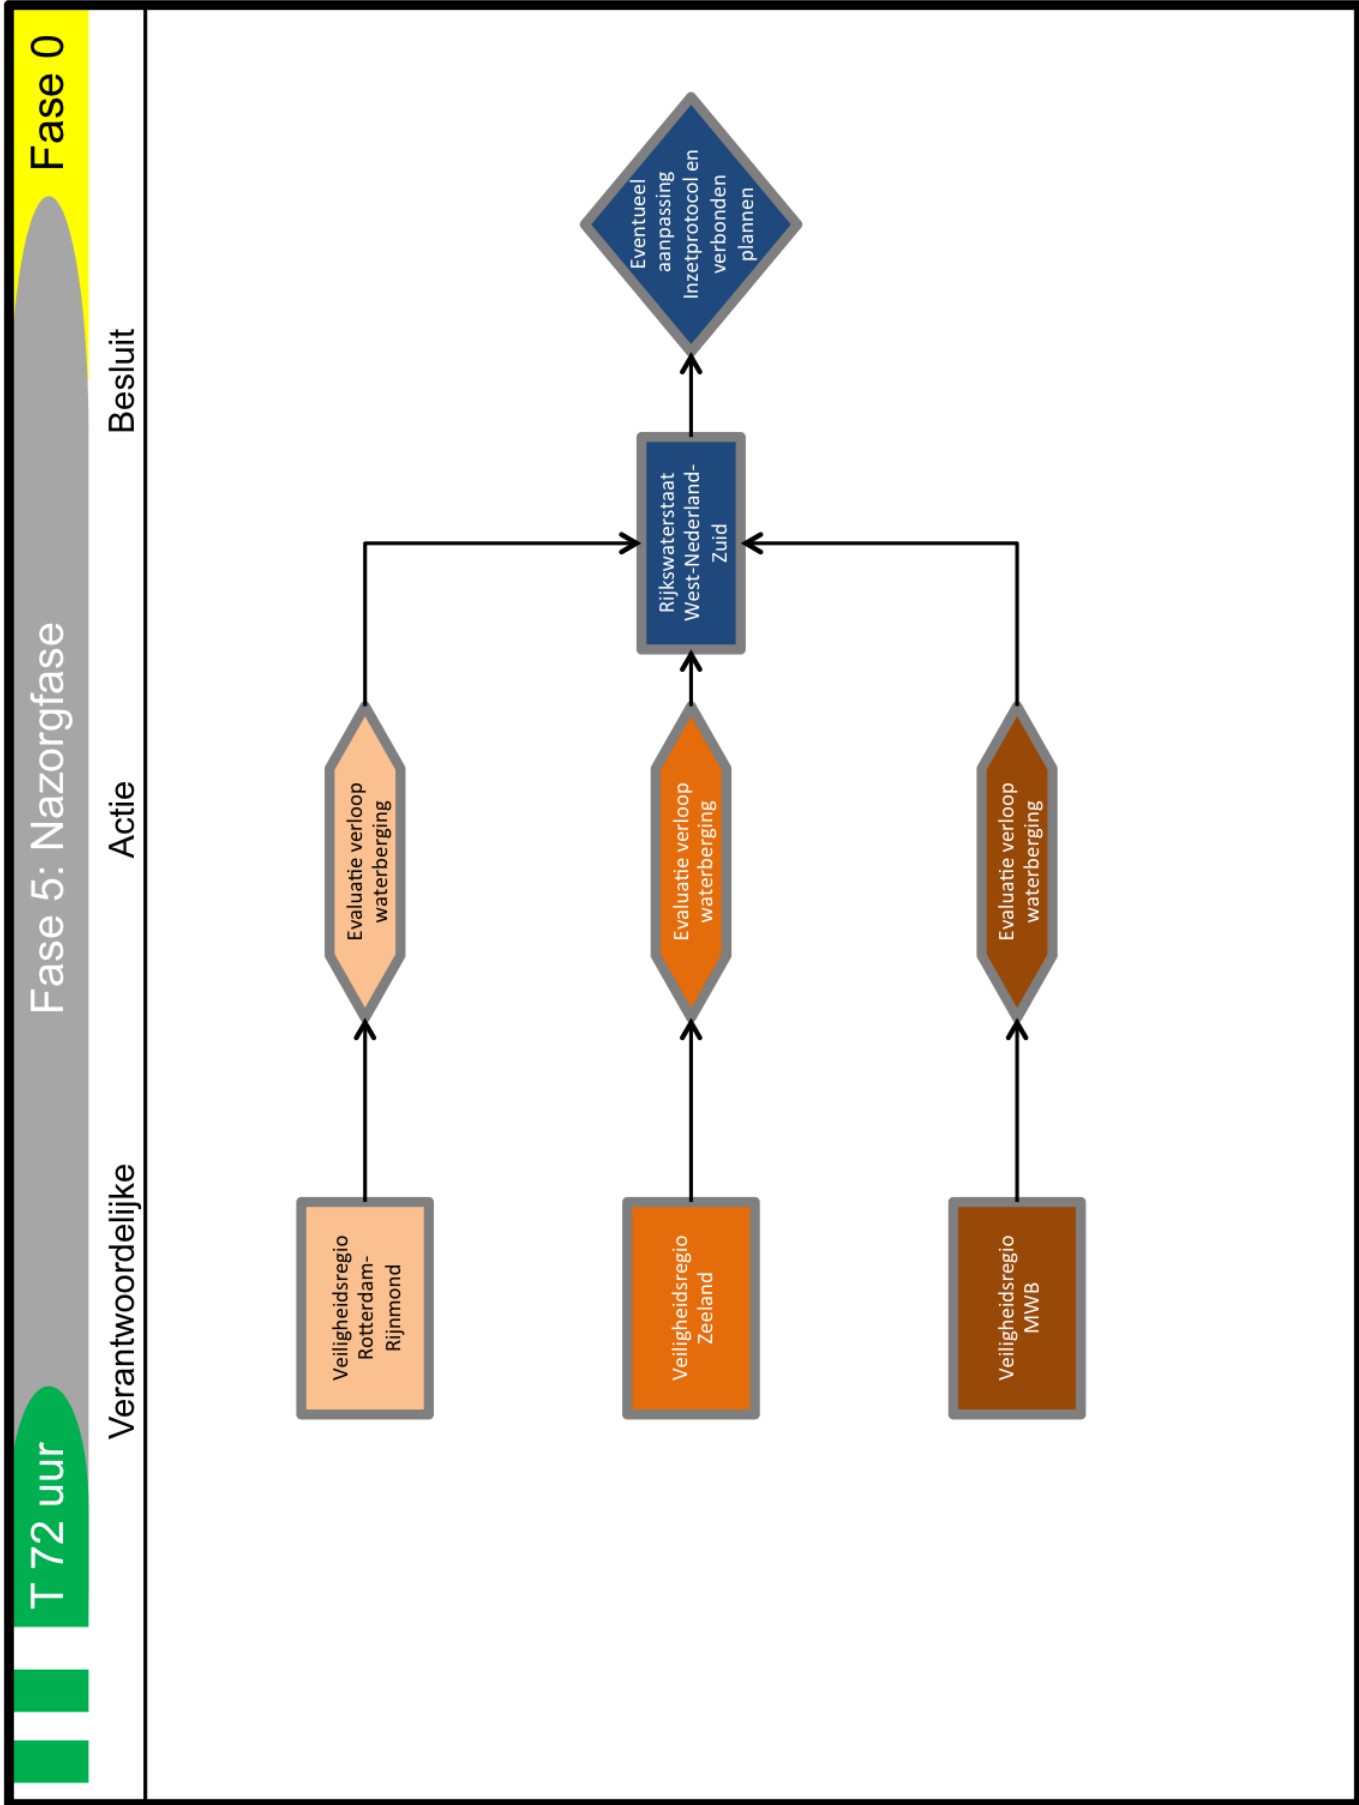 T 72 uur
Fase 5: Nazorgfase
Fase 0
Verantwoordelijke
Actie
Besluit
Veiligheidsregio
Rotterdam-
Rijnmond
Evaluatie verloop
waterberging
Veiligheidsregio
Zeeland
Evaluatie verloop
waterberging
Rijkswaterstaat
West-Nederland-
Zuid
Eventueel
aanpassing
Inzetprotocol en
verbonden
plannen
Veiligheidsregio
MWB
Evaluatie verloop
waterberging